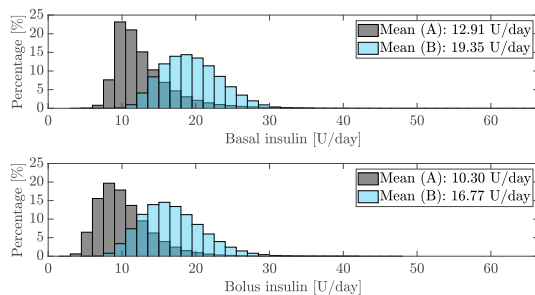 25
20
15
10
5
0
Percentage [%]
Mean (A): 12.91 U/day
Mean (B): 19.35 U/day
0 10 20 30 40 50 60
Basal insulin [U/day]
25
20
15
10
5
0
Percentage [%]
Mean (A): 10.30 U/day
Mean (B): 16.77 U/day
0 10 20 30 40 50 60
Bolus insulin [U/day]